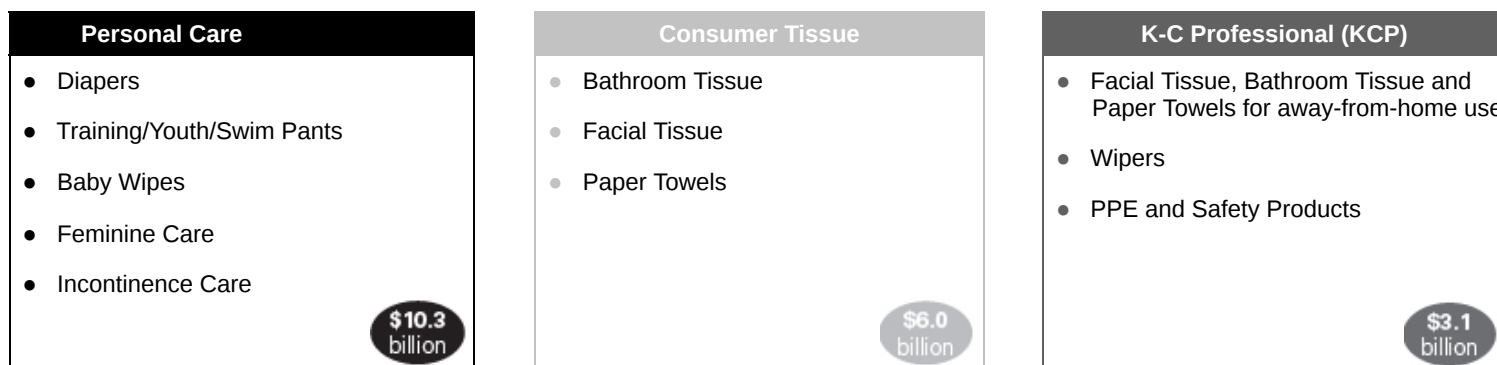 Personal Care
● Diapers
● Training/Youth/Swim Pants
● Baby Wipes
● Feminine Care
● Incontinence Care
$10.3
billion
Consumer Tissue
● Bathroom Tissue
● Facial Tissue
● Paper Towels
$6.0
billion
K-C Professional (KCP)
● Facial Tissue, Bathroom Tissue and
Paper Towels for away-from-home use
● Wipers
● PPE and Safety Products
$3.1
billion